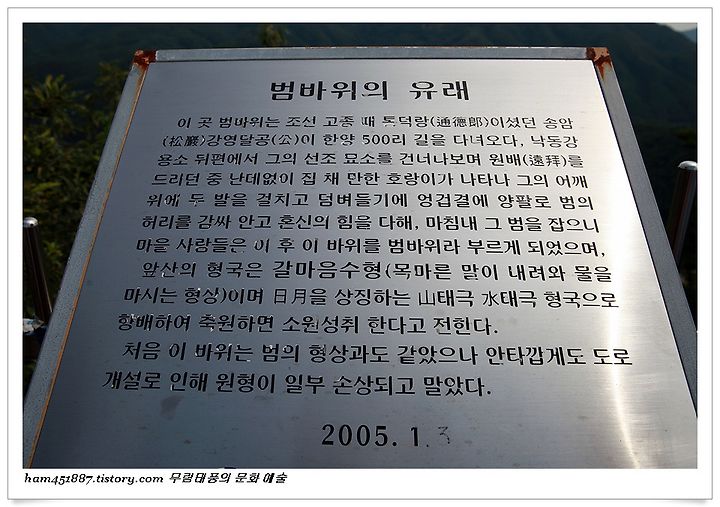 범바위의 유래
이 곳 범바위는 조선 고종 때 통덕랑(通德郎)이셨던 송암
(松巖)강영달공(公)이 한양 500리 길을 다녀오다, 낙동강
용소 뒤편에서 그의 선조 묘소를 건너나보며 원배(遠拜)를
드리던 중 난데없이 집 채 만한 호랑이가 나타나 그의 어깨
위에 두 발을 걸치고 덤벼들기에 엉겁결에 양팔로 범의
허리를 감싸 안고 혼신의 힘을 다해, 마침내 그 범을 잡으니
마을 사람들은 이 후 이 바위를 범바위라 부르게 되었으며,
앞산의 형국은 갈마음수형(목마른 말이 내려와 물을
마시는 형상)이며 日月을 상징하는 山태극 水태극 형국으로
향배하여 축원하면 소원성취 한다고 전한다.
처음 이 바위는 범의 형상과도 같았으나 안타깝게도 도로
개설로 인해 원형이 일부 손상되고 말았다.
2005. 1. 3
ham451887.tistory.com 무림태풍의 문화 예술